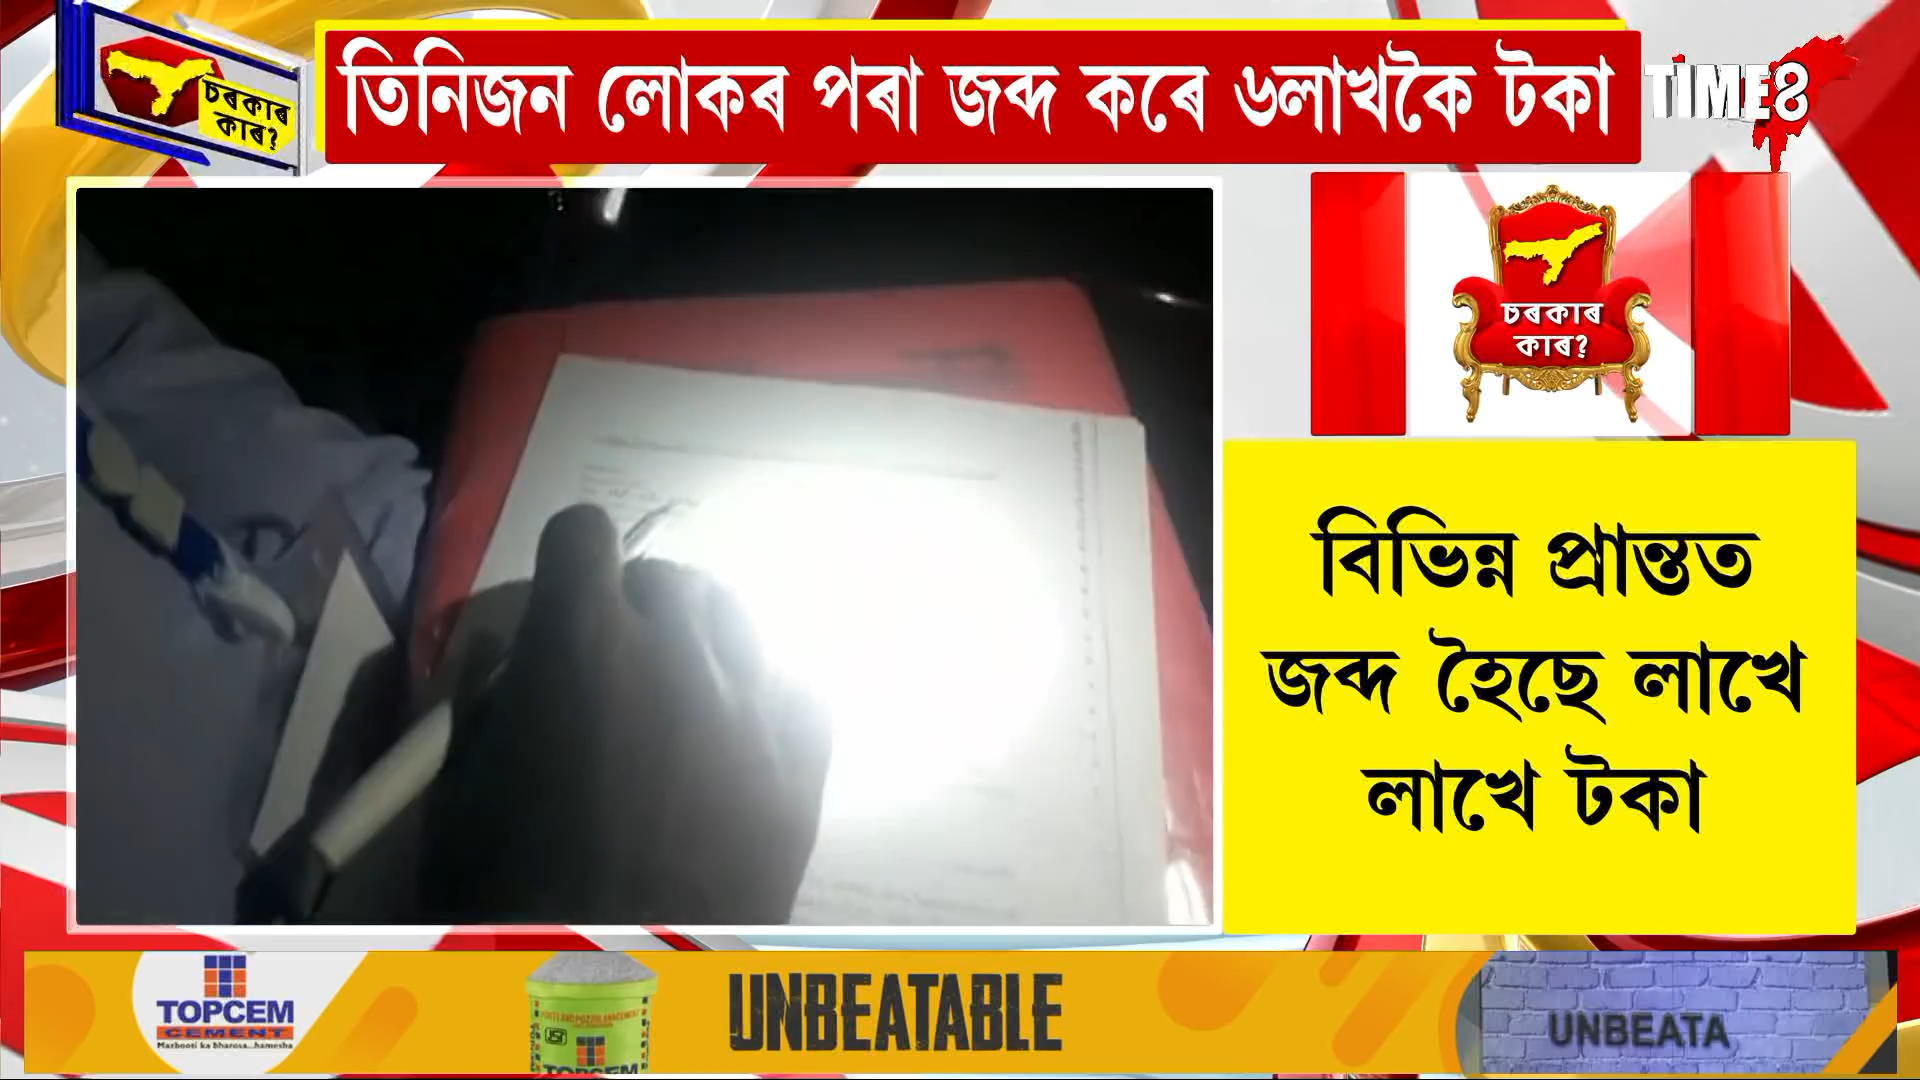 চৰকাৰ
কাৰ?
তিনিজন লোকৰ পৰা জব্দ কৰে ৬লাখকৈ টকা
TIME8
চৰকাৰ
কাৰ?
বিভিন্ন প্ৰান্তত
জব্দ হৈছে লাখে
লাখে টকা
TOPCEM
CEMENT
Mazbooti ka bharosa...hamesha
TOPCEM
UNBEATABLE
UNBEATA